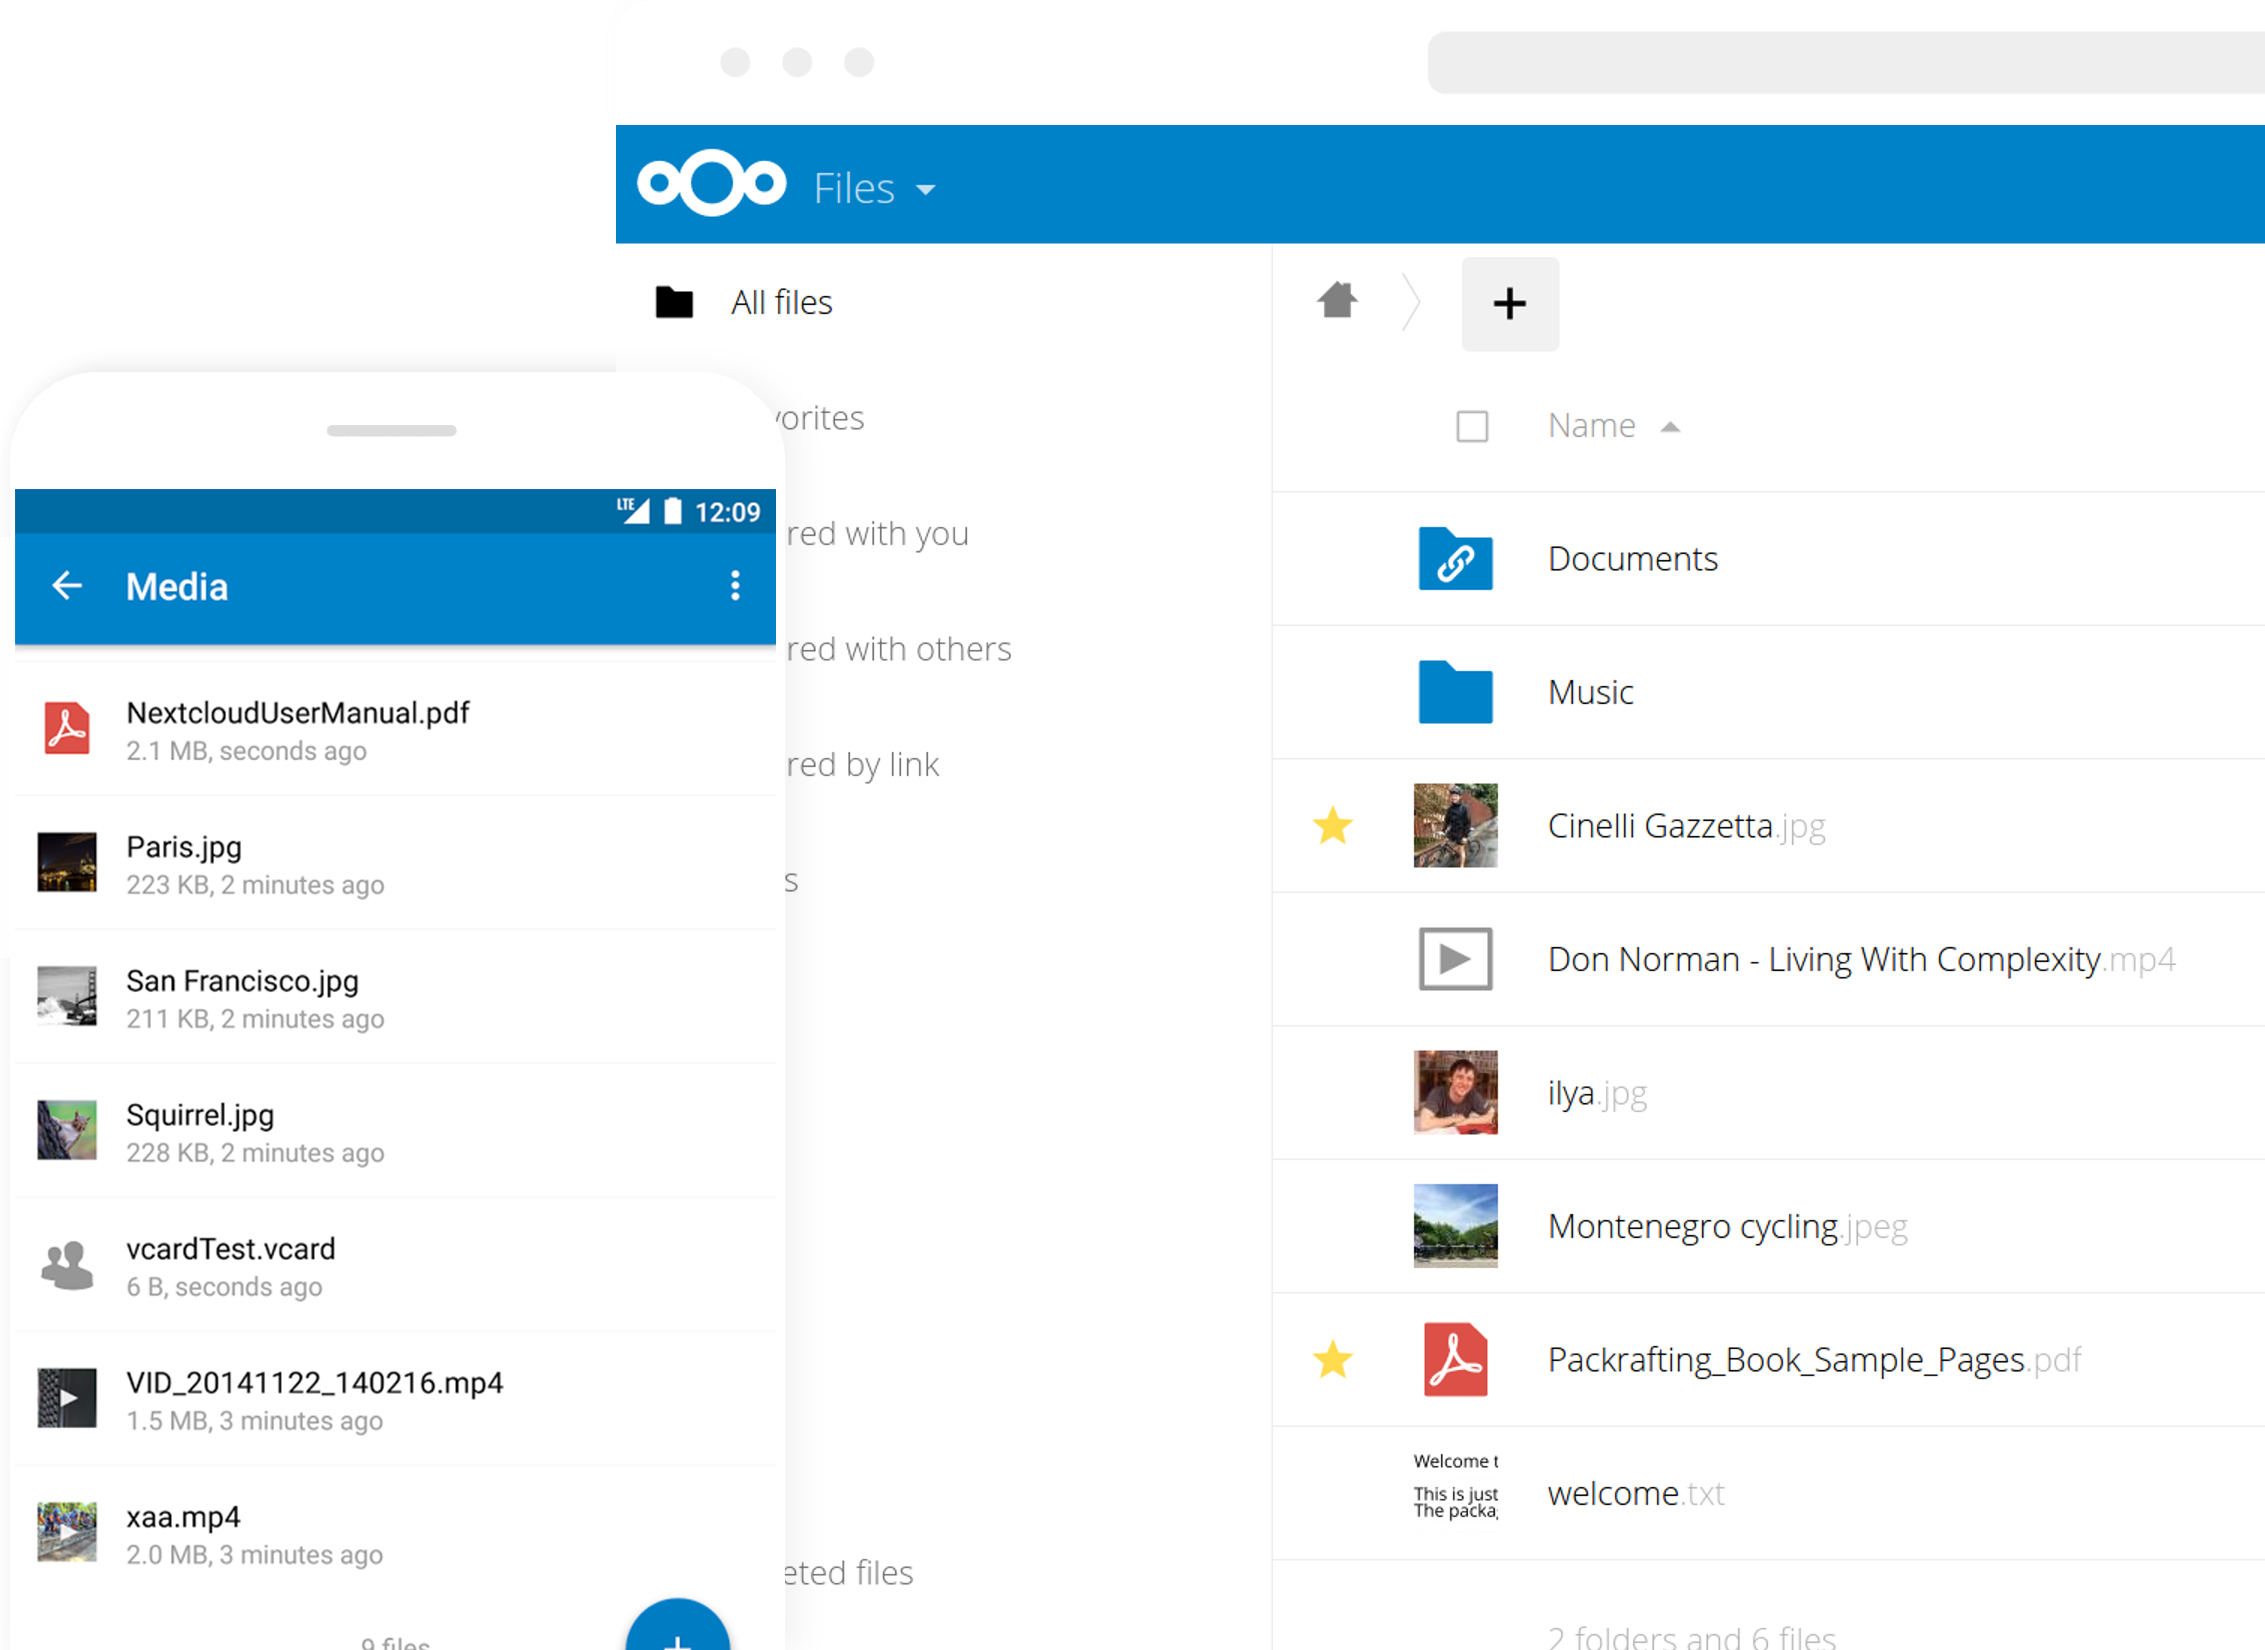 Files
All files
vorites
red with you
red with others
red by link
s
eted files
Name
Documents
Music
Cinelli Gazzetta.jpg
Don Norman - Living With Complexity.mp4
ilya.jpg
Montenegro cycling.jpeg
Packrafting_Book_Sample_Pages.pdf
Welcome t
This is just
The packag
welcome.txt
2 folders and 6 files
LTE 12:09
Media
NextcloudUserManual.pdf
2.1 MB, seconds ago
Paris.jpg
223 KB, 2 minutes ago
San Francisco.jpg
211 KB, 2 minutes ago
Squirrel.jpg
228 KB, 2 minutes ago
vcardTest.vcard
6 B, seconds ago
VID_20141122_140216.mp4
1.5 MB, 3 minutes ago
xaa.mp4
2.0 MB, 3 minutes ago
9 files